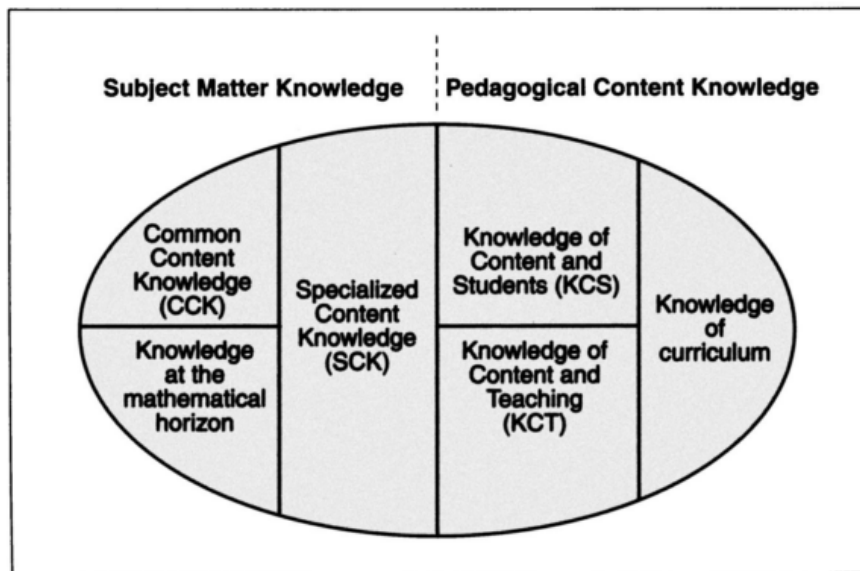 Subject Matter Knowledge
Pedagogical Content Knowledge
Common
Content
Knowledge
(CCK)
Knowledge
at the
mathematical
horizon
Specialized
Content
Knowledge
(SCK)
Knowledge of
Content and
Students (KCS)
Knowledge of
Content and
Teaching
(KCT)
Knowledge
of
curriculum